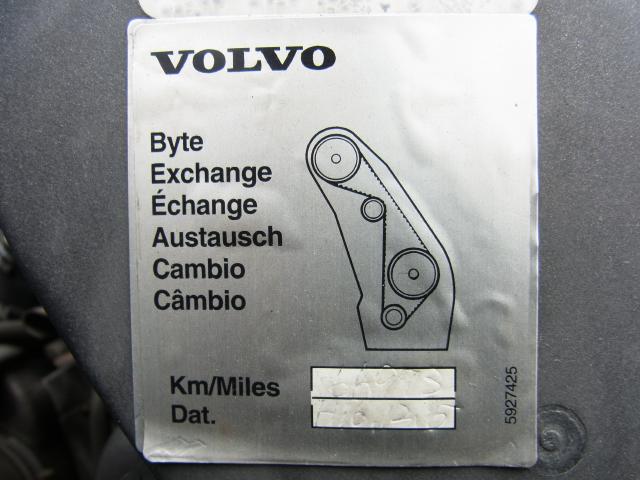 VOLVO
Byte
Exchange
Échange
Austausch
Cambio
Câmbio
Km/Miles
Dat.
5927425